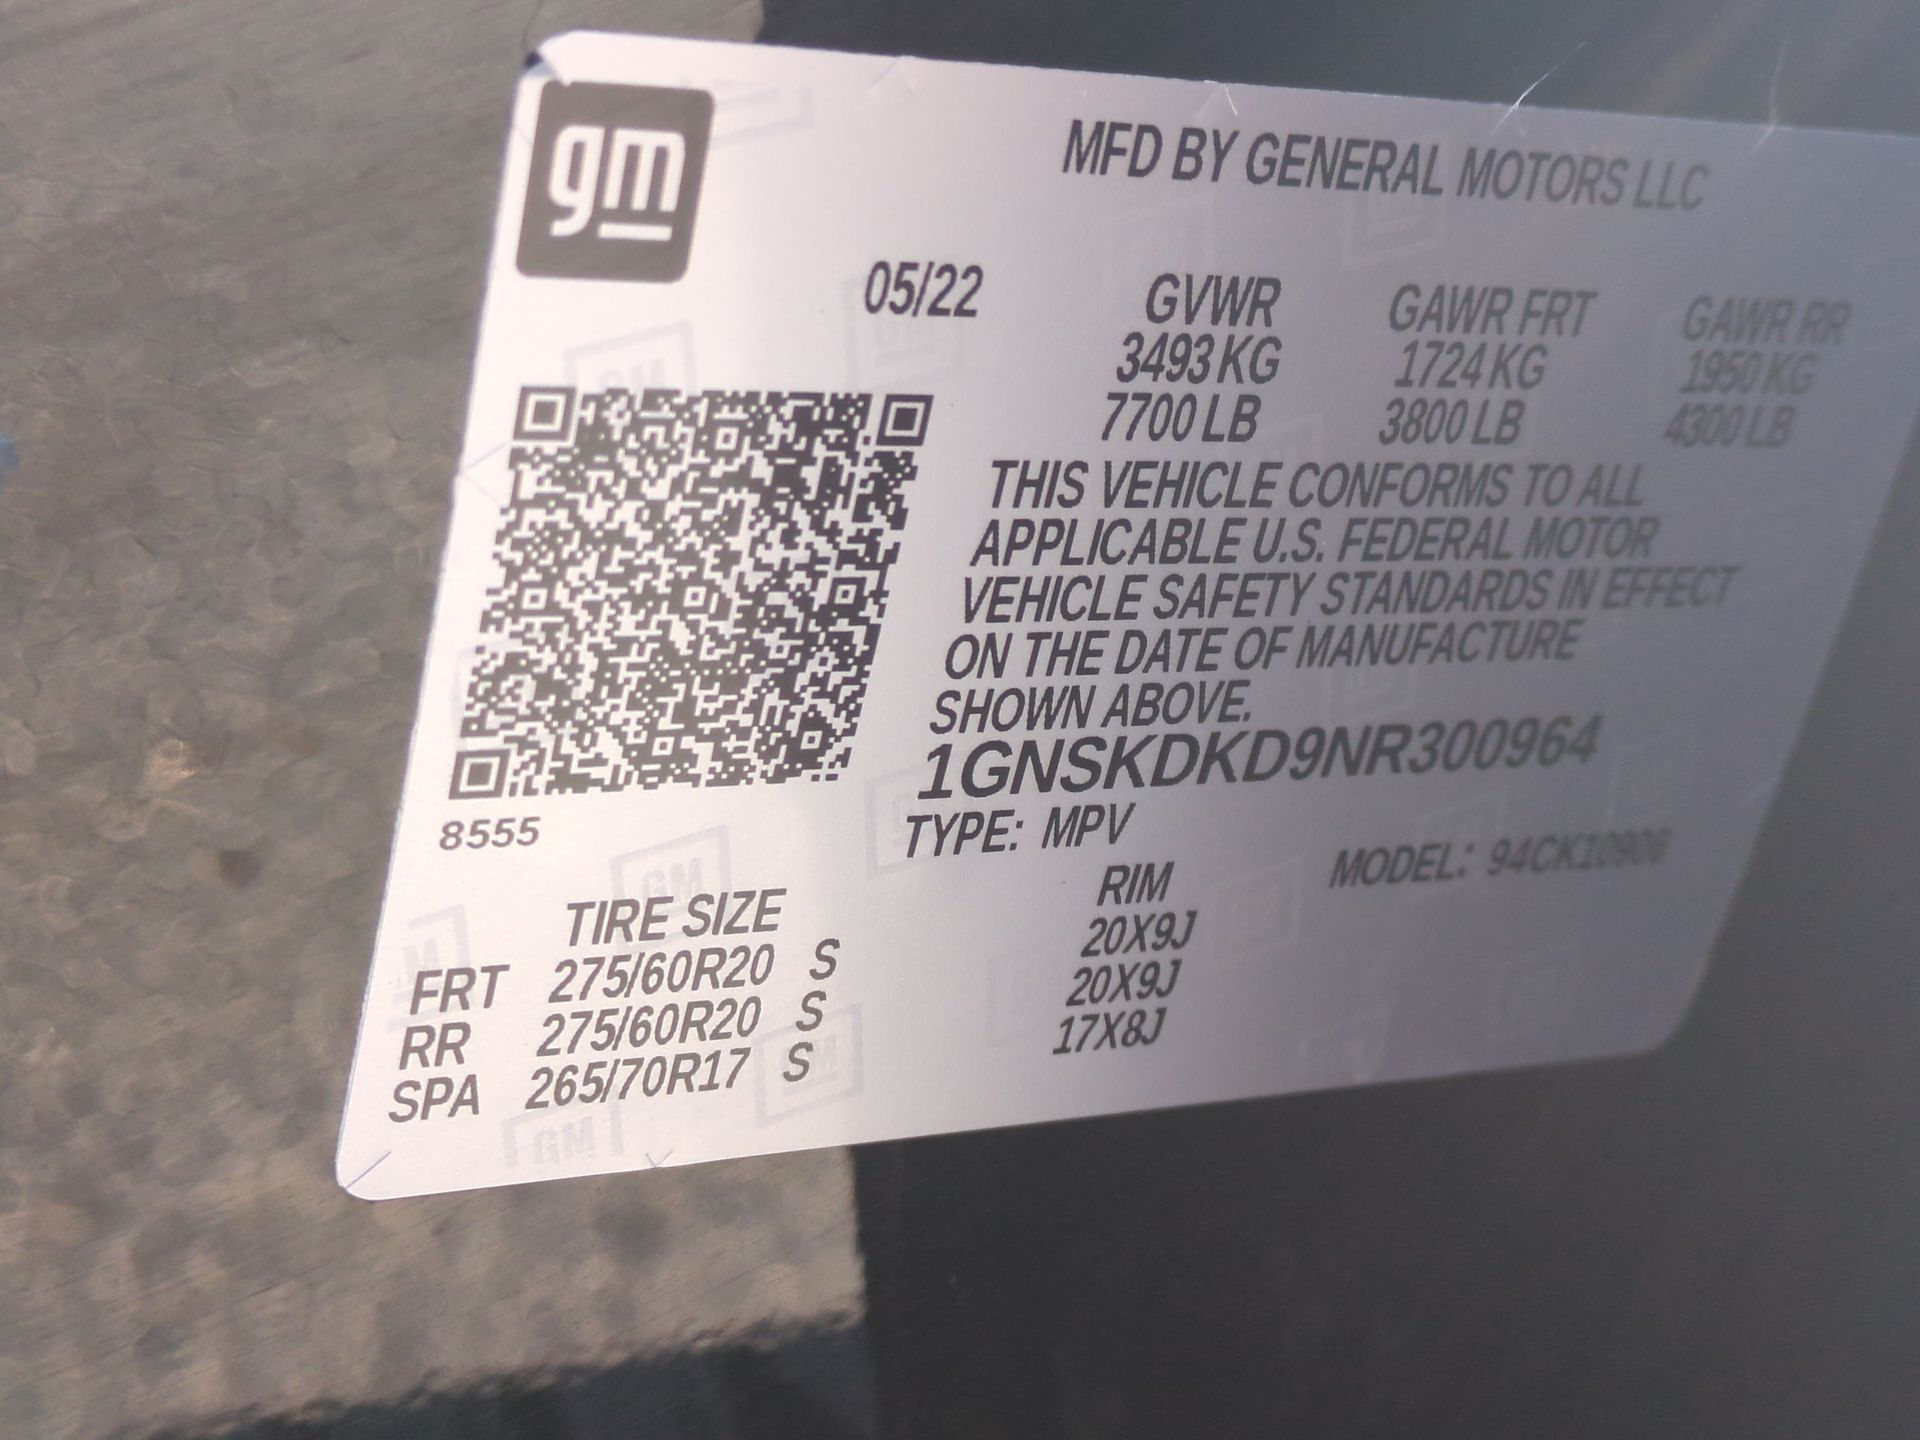 gm
MFD BY GENERAL MOTORS LLC
05/22 GVWR GAWR FRT GAWR RR
3493 KG 1724 KG 1950 KG
7700 LB 3800 LB 4300 LB
THIS VEHICLE CONFORMS TO ALL
APPLICABLE U.S. FEDERAL MOTOR
VEHICLE SAFETY STANDARDS IN EFFECT
ON THE DATE OF MANUFACTURE
SHOWN ABOVE.
1GNSKDKD9NR300964
8555
TYPE: MPV MODEL: 94CK10906
TIRE SIZE RIM
FRT 275/60R20 S 20X9J
RR 275/60R20 S 20X9J
SPA 265/70R17 S 17X8J